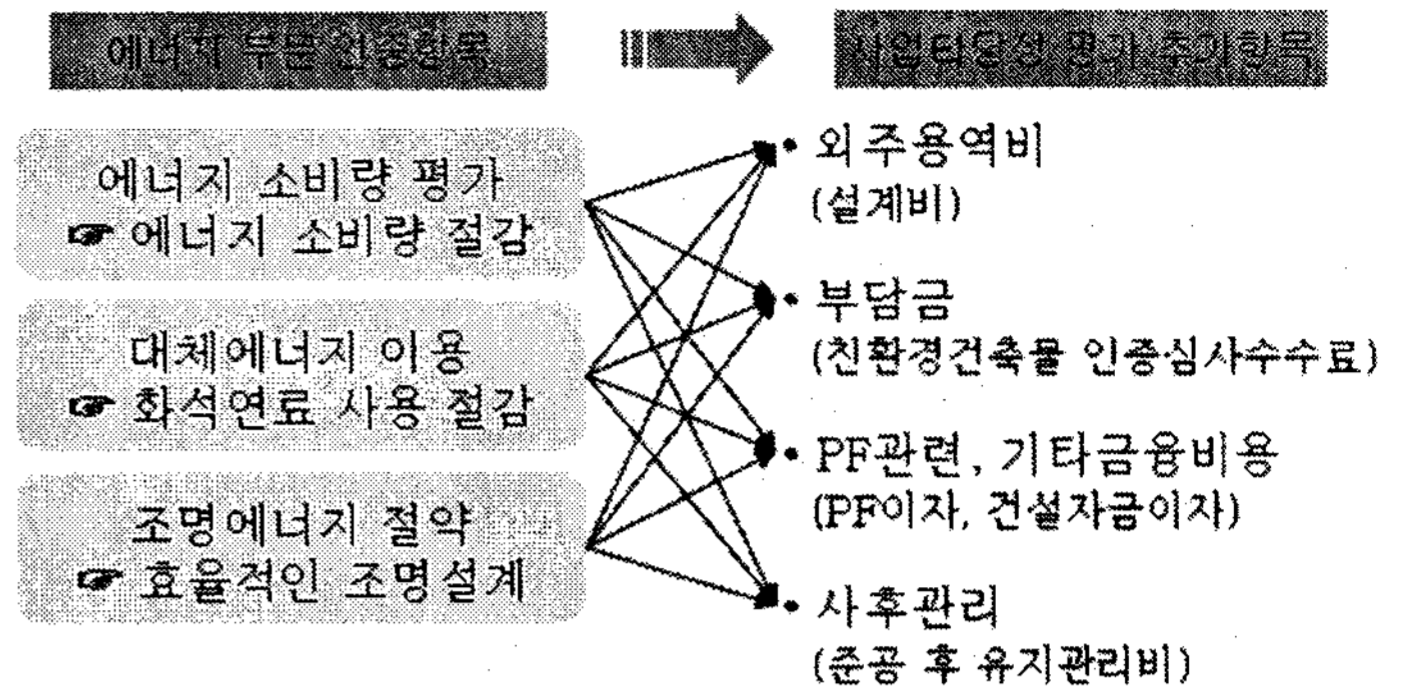 에너지 부문 인증항목
사업타당성 평가 추가항목
에너지 소비량 평가
☞ 에너지 소비량 절감
대체에너지 이용
☞ 화석연료 사용 절감
조명에너지 절약
☞ 효율적인 조명설계
• 외주용역비
(설계비)
• 부담금
(친환경건축물 인증심사수수료)
• PF관련, 기타금융비용
(PF이자, 건설자금이자)
• 사후관리
(준공 후 유지관리비)